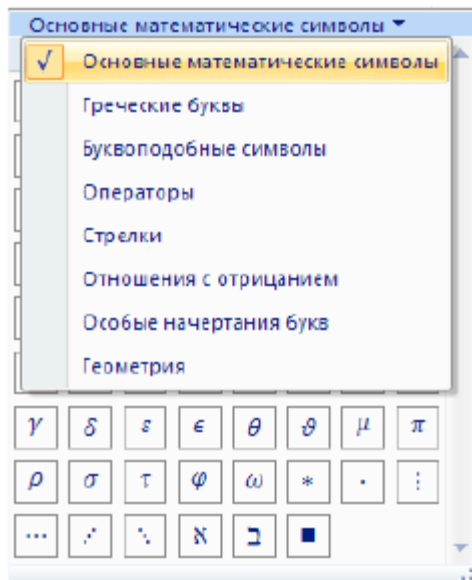 Основные математические символы
√ Основные математические символы
Греческие буквы
Буквоподобные символы
Операторы
Стрелки
Отношения с отрицанием
Особые начертания букв
Геометрия
γ δ ε ϵ θ ϑ μ π
ρ σ τ φ ω * · ⋮
⋯ ⋰ ⋱ ℵ ℶ ■